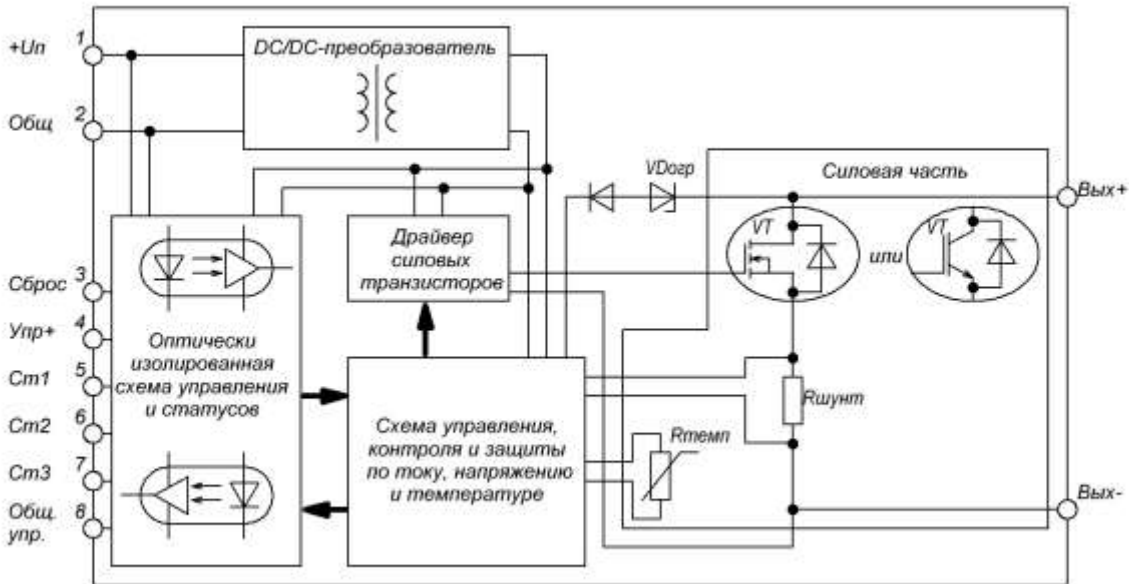 +Uп
1
DC/DC-преобразователь
Общ
2
VDогр
Силовая часть
Вых+
VT
или
VT
Драйвер
силовых
транзисторов
Сброс
3
Упр+
4
Ст1
5
Ст2
6
Ст3
7
Общ.
упр.
8
Оптически
изолированная
схема управления
и статусов
Схема управления,
контроля и защиты
по току, напряжению
и температуре
Rшунт
Rтемп
Вых-